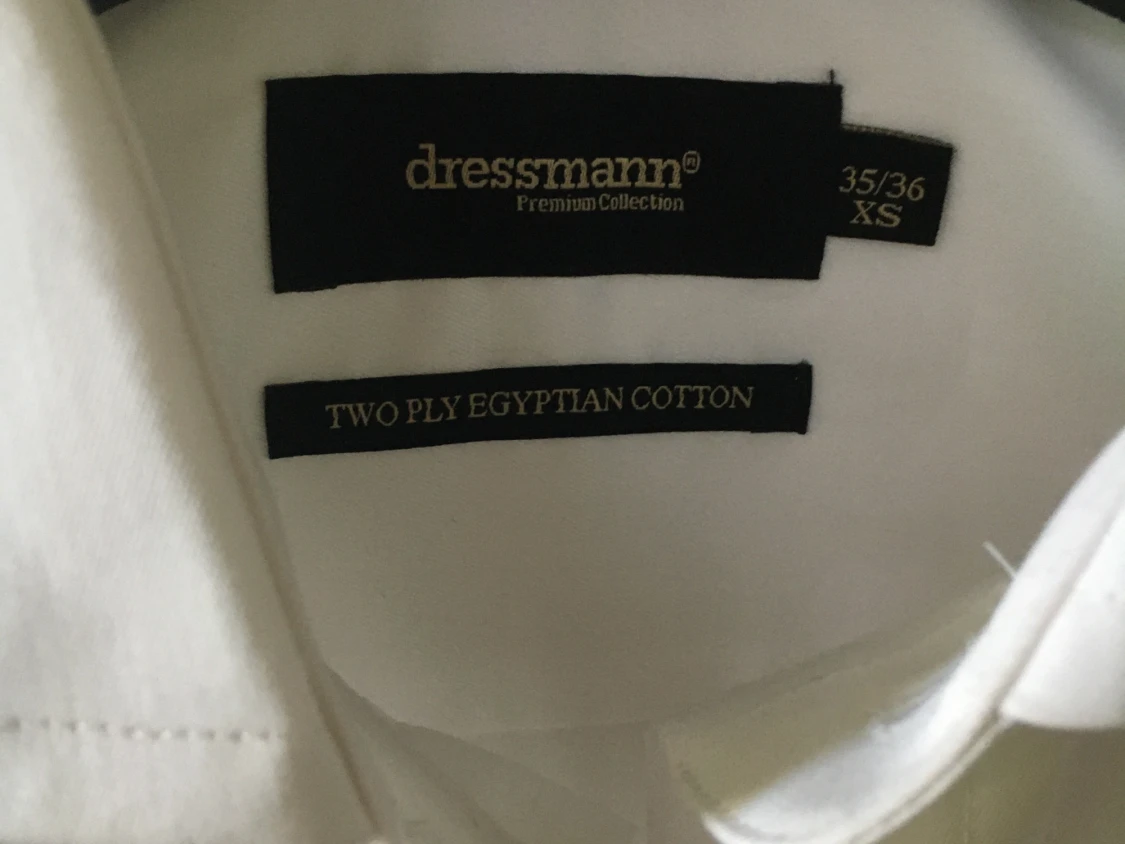 dressmann®
Premium Collection
35/36
XS
TWO PLY EGYPTIAN COTTON